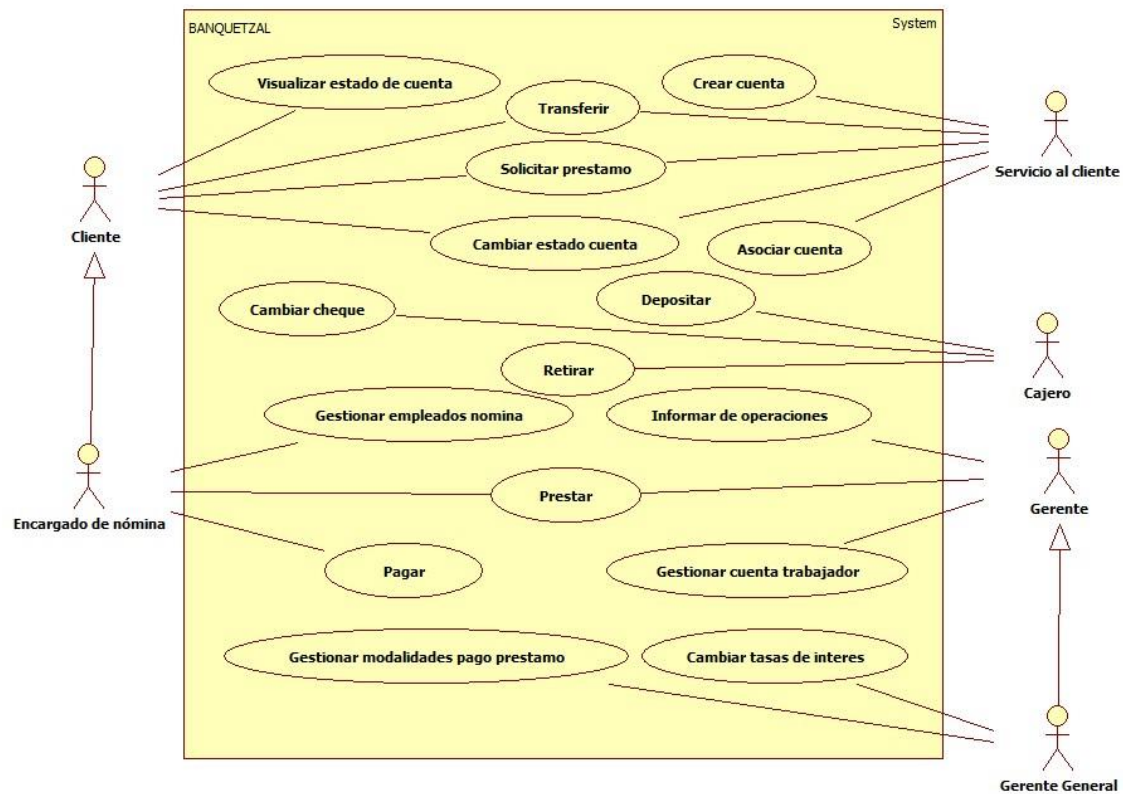 BANQUETZAL
System
Visualizar estado de cuenta
Crear cuenta
Transferir
Solicitar prestamo
Servicio al cliente
Cliente
Cambiar estado cuenta
Asociar cuenta
Depositar
Cambiar cheque
Retirar
Cajero
Gestionar empleados nomina
Informar de operaciones
Prestar
Gerente
Encargado de nómina
Pagar
Gestionar cuenta trabajador
Gestionar modalidades pago prestamo
Cambiar tasas de interes
Gerente General